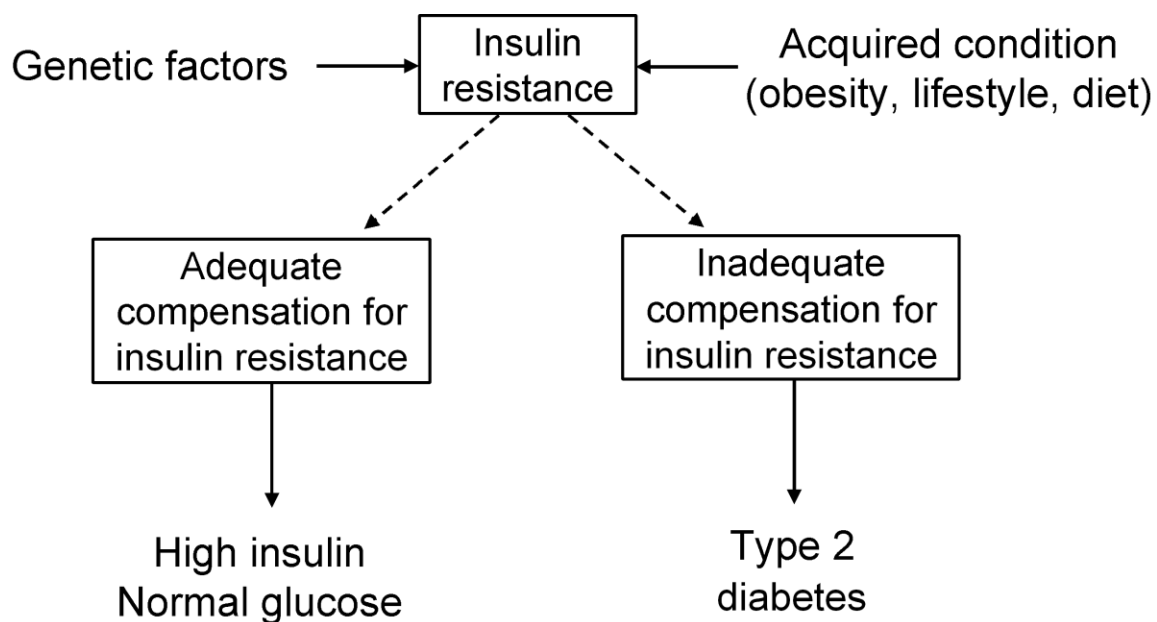 Genetic factors
Insulin
resistance
Acquired condition
(obesity, lifestyle, diet)
Adequate
compensation for
insulin resistance
Inadequate
compensation for
insulin resistance
High insulin
Normal glucose
Type 2
diabetes